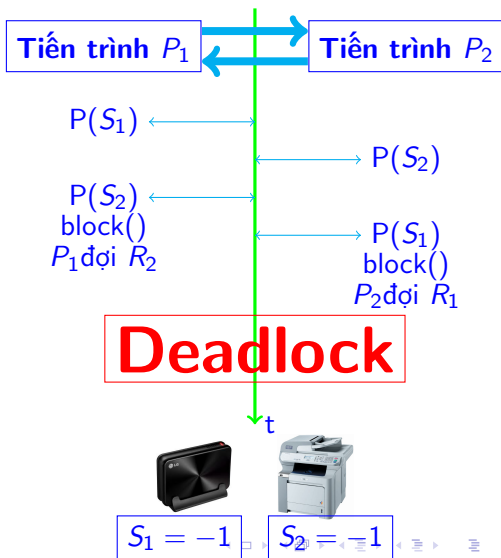 Tiến trình P₁
Tiến trình P₂
P(S₁)
P(S₂)
P(S₂)
block()
P₁đợi R₂
P(S₁)
block()
P₂đợi R₁
Deadlock
t
LG
S₁ = −1
S₂ = −1